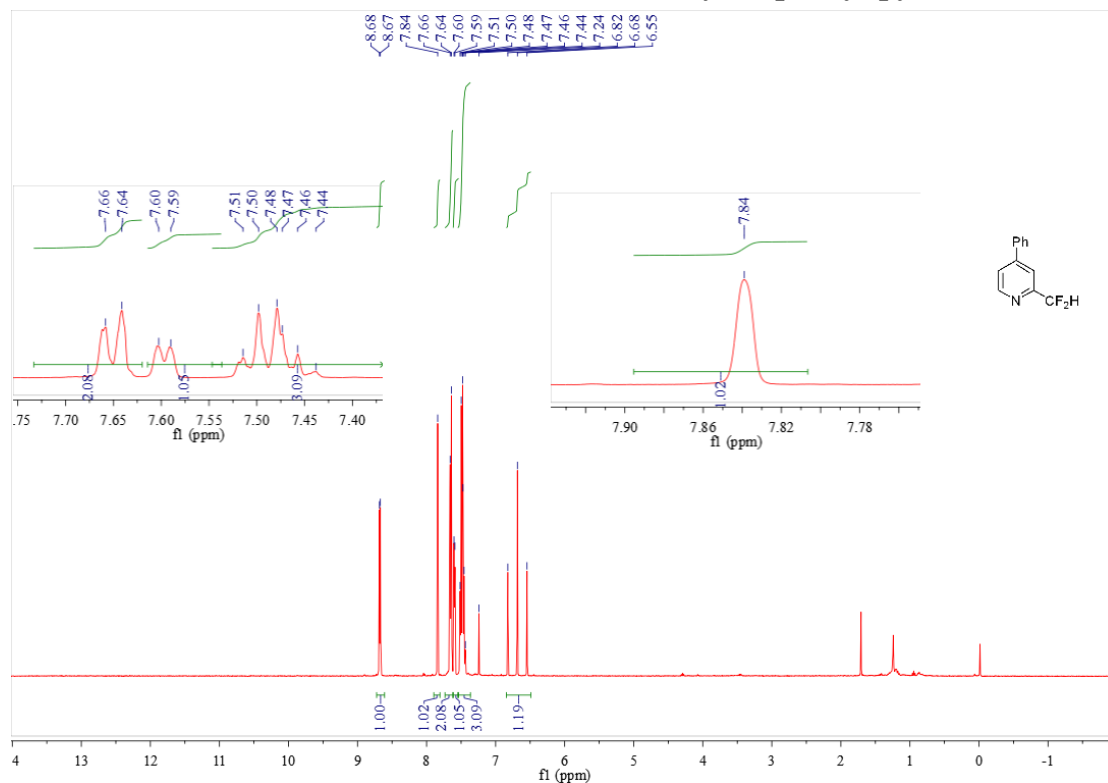 8.68 8.67 7.84 7.66 7.64 7.60 7.59 7.51 7.50 7.48 7.47 7.46 7.44 7.24 6.82 6.68 6.55
7.66 7.64 7.60 7.59 7.51 7.50 7.48 7.47 7.46 7.44
2.08 1.05 3.09
.75 7.70 7.65 7.60 7.55 7.50 7.45 7.40
f1 (ppm)
7.84
1.02
7.90 7.86 7.82 7.78
f1 (ppm)
Ph
N
CF2H
1.00 1.02 2.08 1.05 3.09 1.19
4 13 12 11 10 9 8 7 6 5 4 3 2 1 0 -1
f1 (ppm)